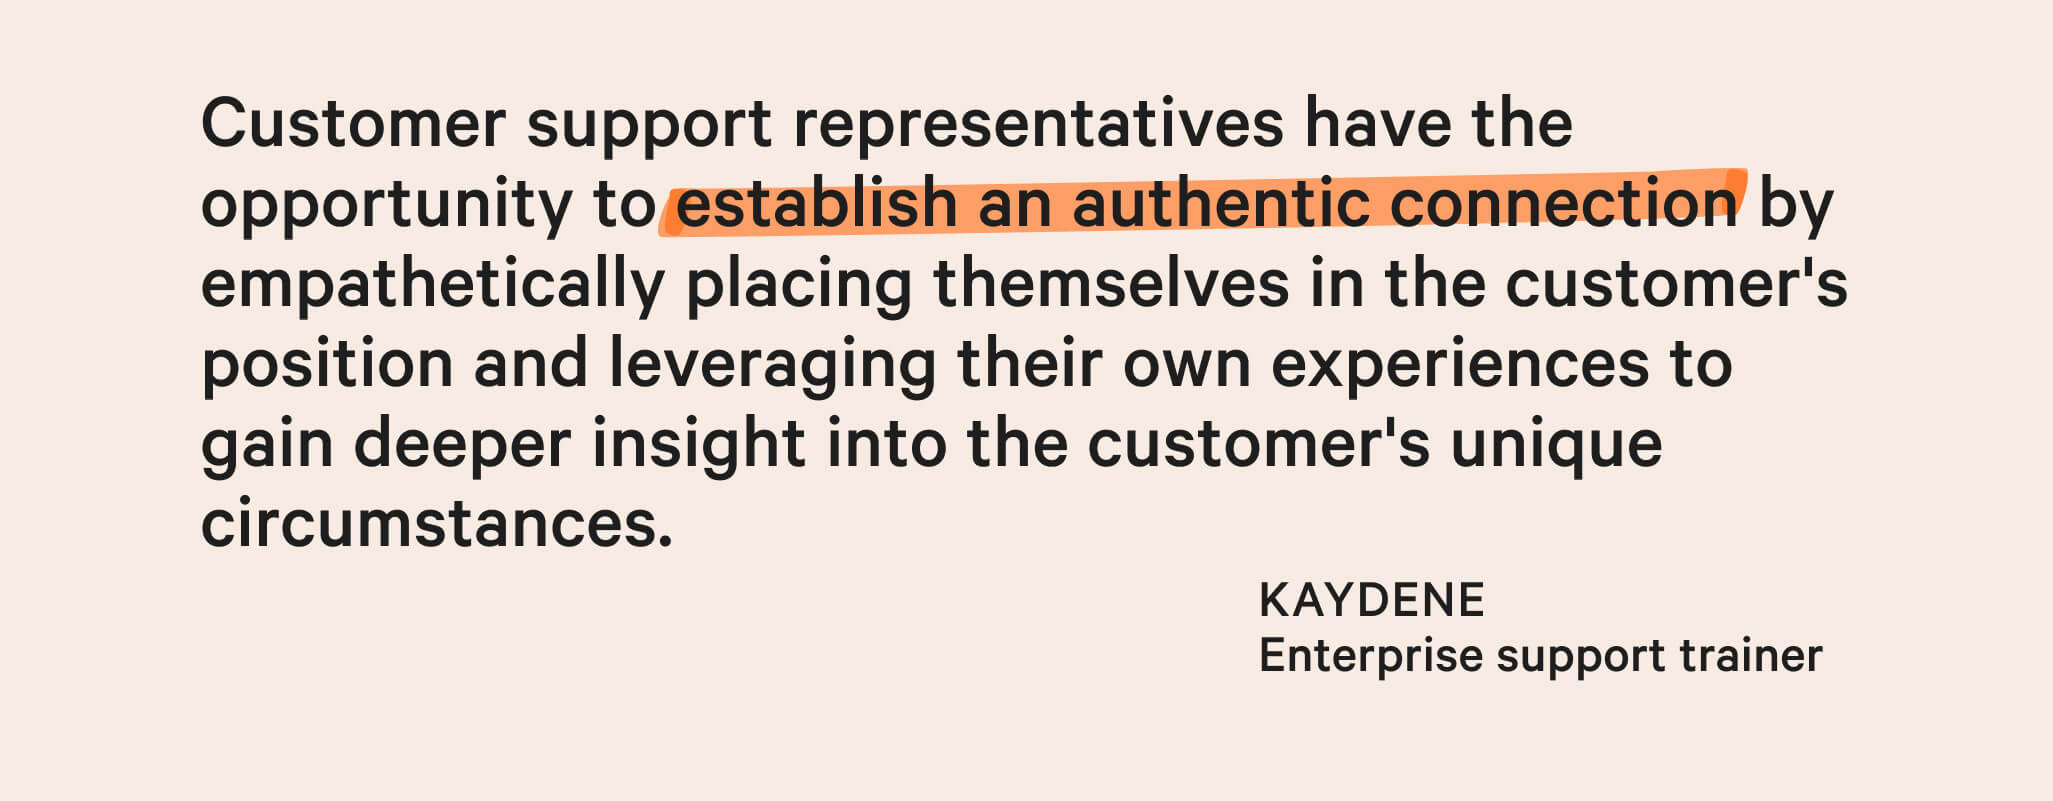 Customer support representatives have the
opportunity to establish an authentic connection by
empathetically placing themselves in the customer's
position and leveraging their own experiences to
gain deeper insight into the customer's unique
circumstances.
KAYDENE
Enterprise support trainer